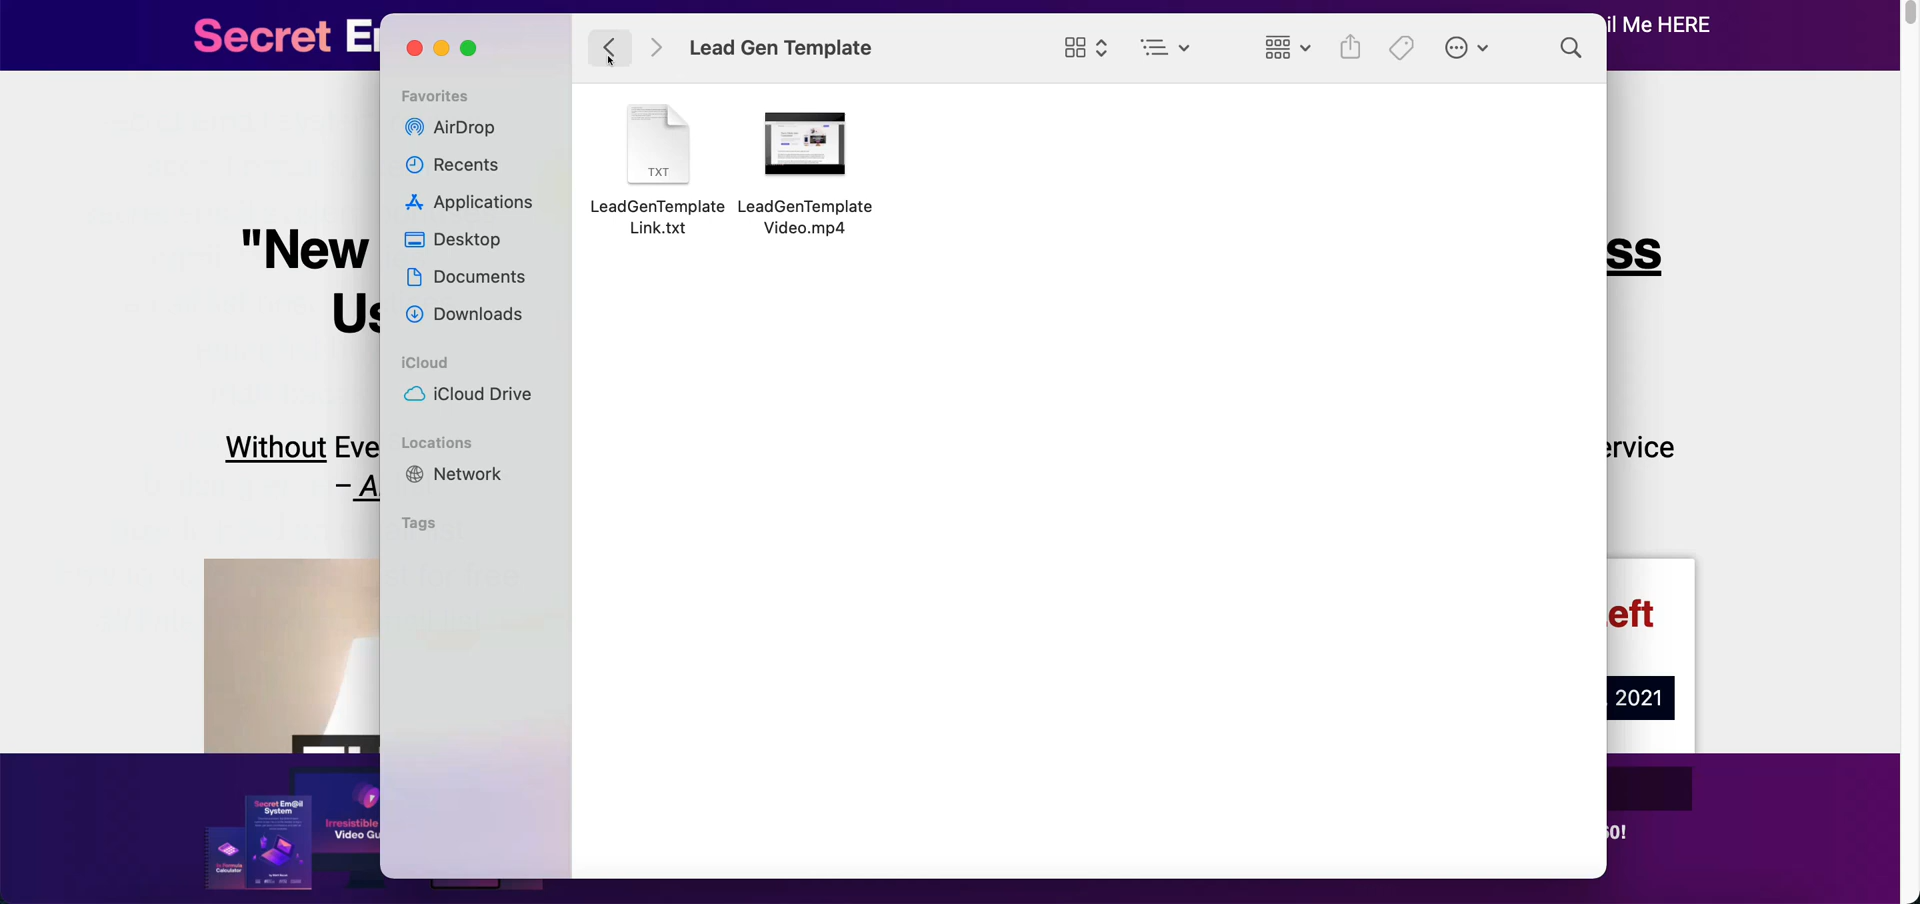 Secret E
il Me HERE
Lead Gen Template
Favorites
AirDrop
Recents
Applications
Desktop
Documents
Downloads
iCloud
iCloud Drive
Locations
Network
Tags
TXT
LeadGenTemplate
Link.txt
LeadGenTemplate
Video.mp4
"New
ss
Us
Without Eve
ervice
– A
eft
2021
Secret Em@il
System
Irresistible
Video Gu
Calculator
60!